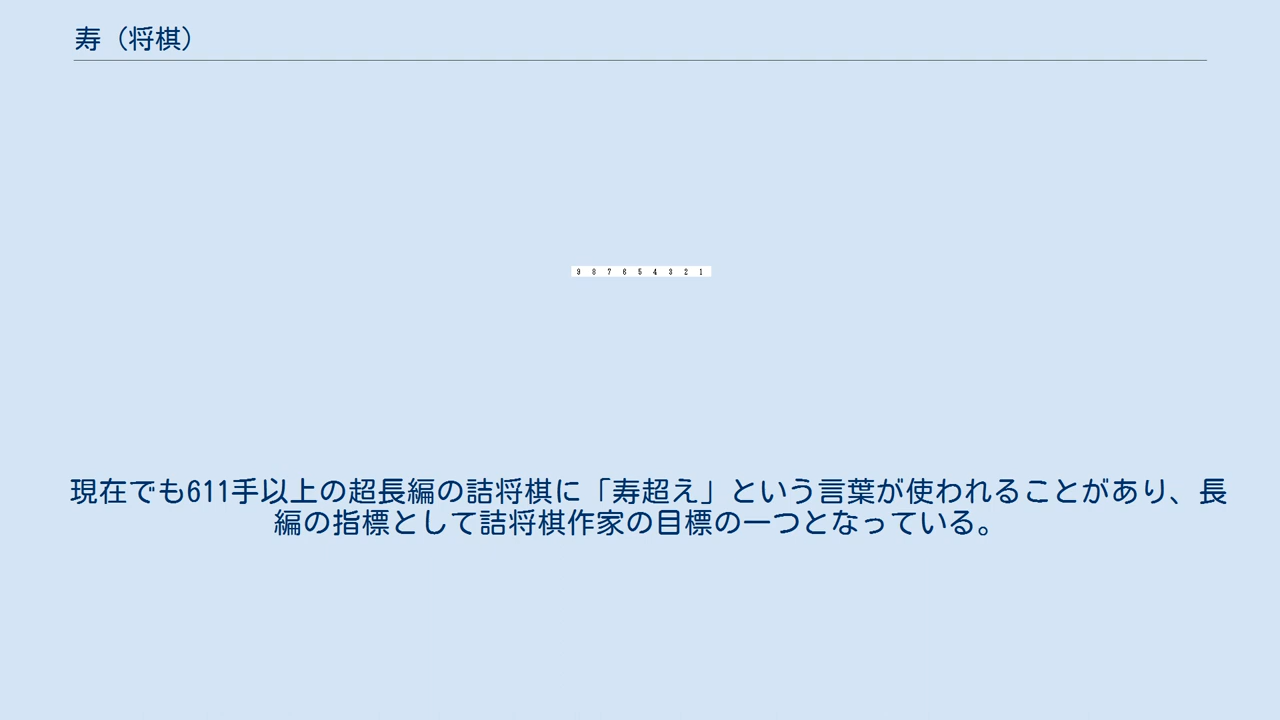 寿（将棋）
9 8 7 6 5 4 3 2 1
現在でも611手以上の超長編の詰将棋に「寿超え」という言葉が使われることがあり、長
編の指標として詰将棋作家の目標の一つとなっている。